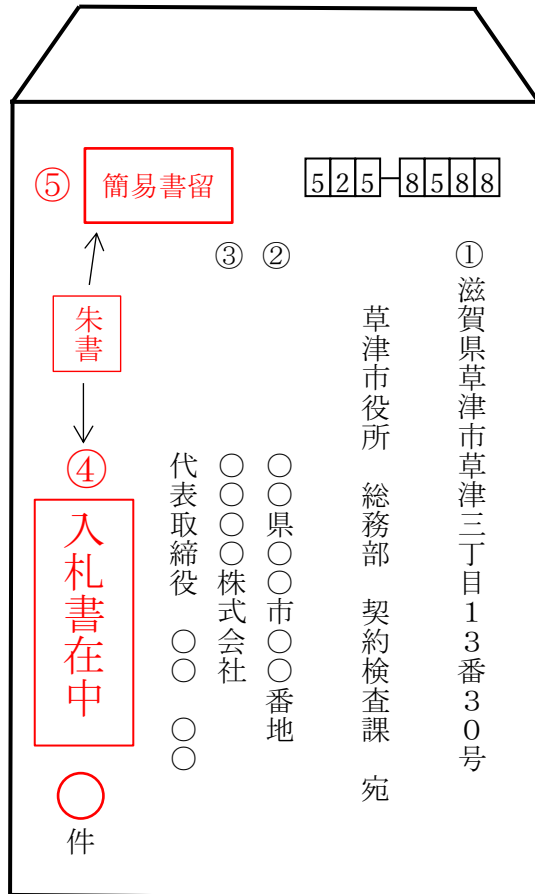 525-8588
①滋賀県草津市草津三丁目13番30号
草津市役所 総務部 契約検査課 宛
②
○○県○○市○○番地
③
○○○○株式会社
代表取締役 ○○ ○○
⑤
簡易書留
朱書
④
入札書在中
○
件